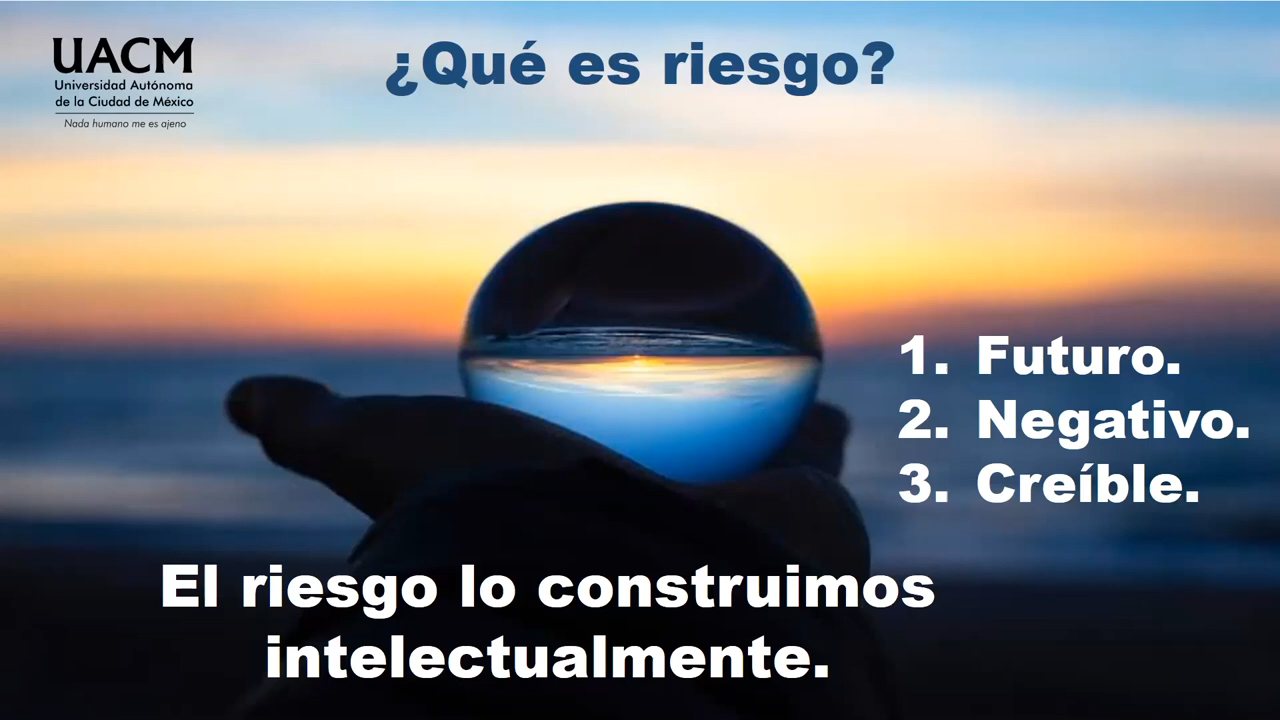 UACM
Universidad Autónoma
de la Ciudad de México
Nada humano me es ajeno
¿Qué es riesgo?
1. Futuro.
2. Negativo.
3. Creíble.
El riesgo lo construimos
intelectualmente.